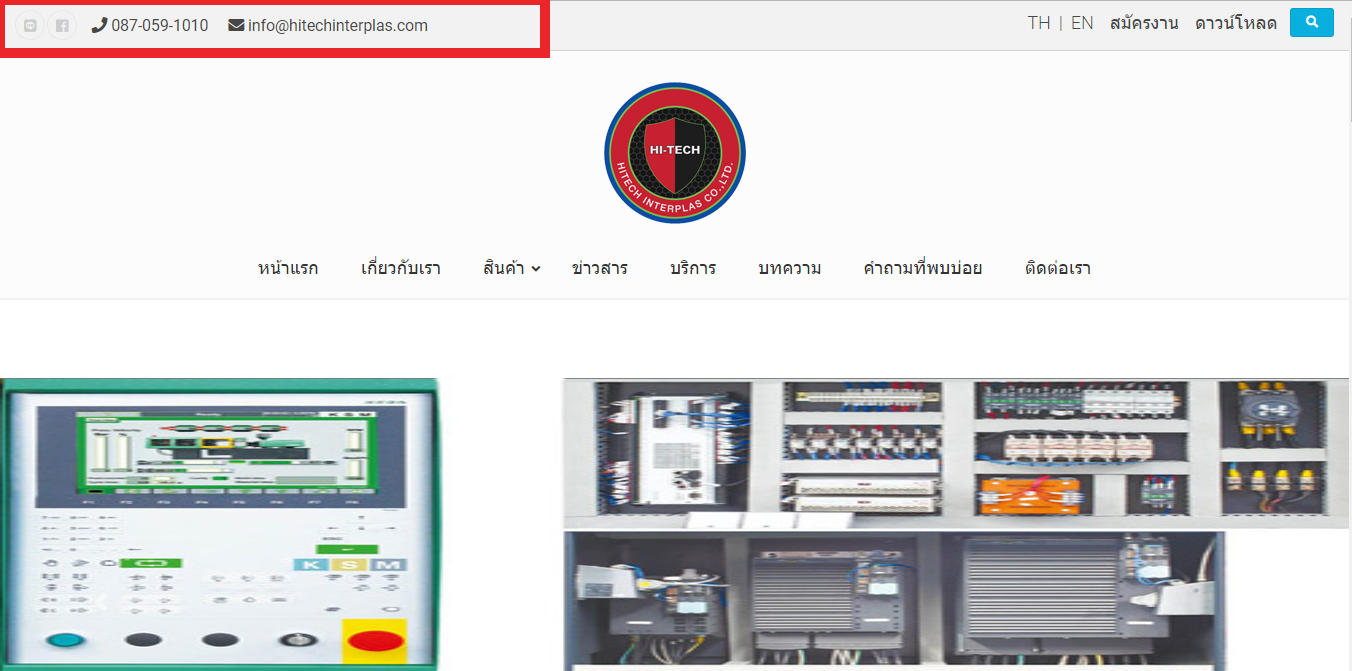 087-059-1010 info@hitechinterplas.com TH | EN สมัครงาน ดาวน์โหลด
HI-TECH
HITECH INTERPLAS CO.,LTD.
หน้าแรก เกี่ยวกับเรา สินค้า ข่าวสาร บริการ บทความ คำถามที่พบบ่อย ติดต่อเรา
K S M
K S M